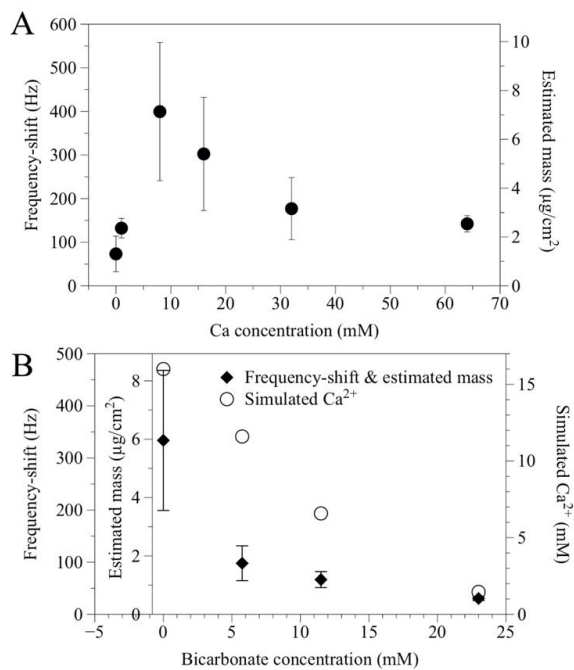 A
600
500
400
300
200
100
0
Frequency-shift (Hz)
10
8
6
4
2
0
Estimated mass (µg/cm²)
0 10 20 30 40 50 60 70
Ca concentration (mM)
B
500
400
300
200
100
0
Frequency-shift (Hz)
8
6
4
2
0
Estimated mass (µg/cm²)
Frequency-shift & estimated mass
Simulated Ca²⁺
15
10
5
0
Simulated Ca²⁺ (mM)
−5 0 5 10 15 20 25
Bicarbonate concentration (mM)